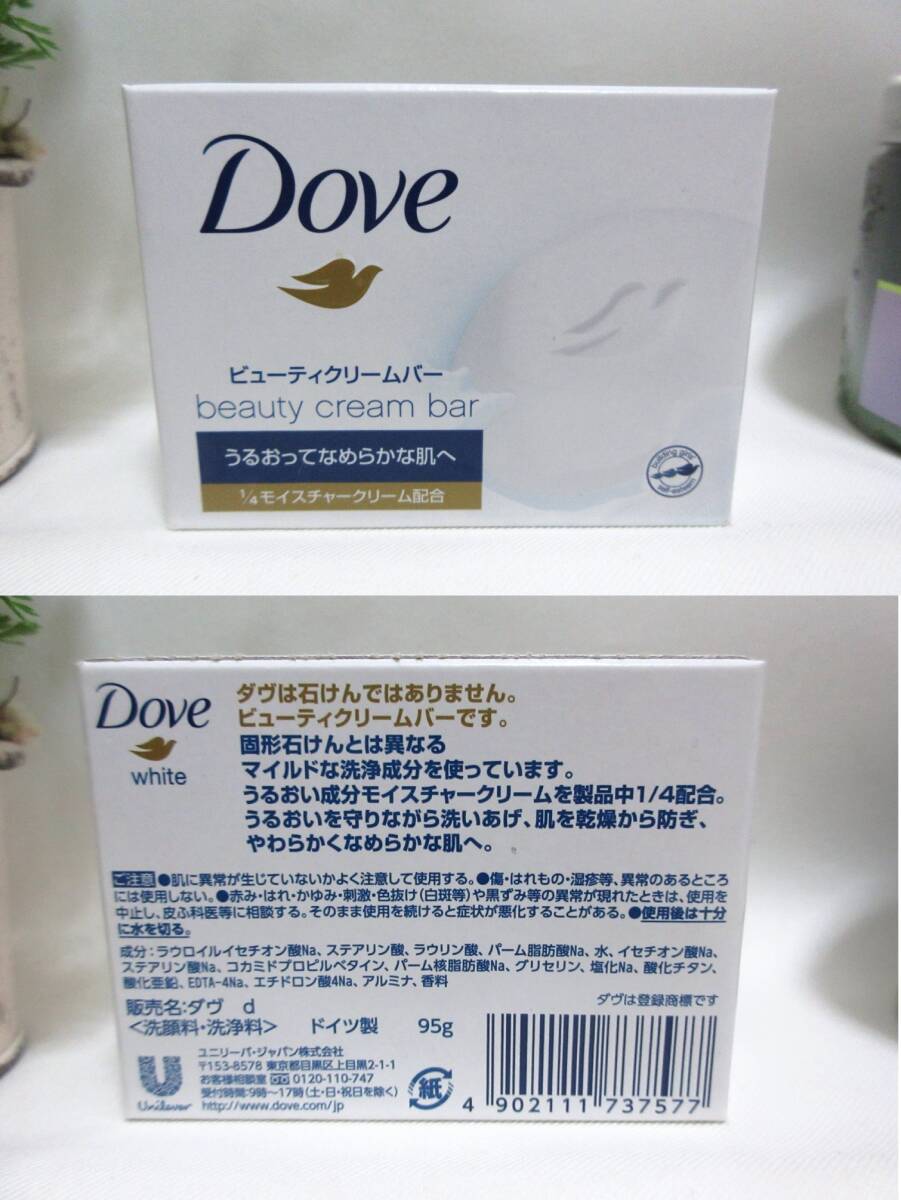 Dove
ビューティクリームバー
beauty cream bar
うるおってなめらかな肌へ
1/4モイスチャークリーム配合
building girls'
self-esteem
Dove
white
ダヴは石けんではありません。
ビューティクリームバーです。
固形石けんとは異なる
マイルドな洗浄成分を使っています。
うるおい成分モイスチャークリームを製品中1/4配合。
うるおいを守りながら洗いあげ、肌を乾燥から防ぎ、
やわらかくなめらかな肌へ。
ご注意 ●肌に異常が生じていないかよく注意して使用する。●傷・はれもの・湿疹等、異常のあるところ
には使用しない。●赤み・はれ・かゆみ・刺激・色抜け(白斑等)や黒ずみ等の異常が現れたときは、使用を
中止し、皮ふ科医等に相談する。そのまま使用を続けると症状が悪化することがある。●使用後は十分
に水を切る。
成分:ラウロイルイセチオン酸Na、ステアリン酸、ラウリン酸、パーム脂肪酸Na、水、イセチオン酸Na、
ステアリン酸Na、コカミドプロピルベタイン、パーム核脂肪酸Na、グリセリン、塩化Na、酸化チタン、
酸化亜鉛、EDTA-4Na、エチドロン酸4Na、アルミナ、香料
販売名:ダヴ d
ダヴは登録商標です
<洗顔料・洗浄料> ドイツ製 95g
Unilever
ユニリーバ・ジャパン株式会社
〒153-8578 東京都目黒区上目黒2-1-1
お客様相談室 0120-110-747
受付時間:9時~17時(土・日・祝日を除く)
http://www.dove.com/jp
紙
4 902111 737577